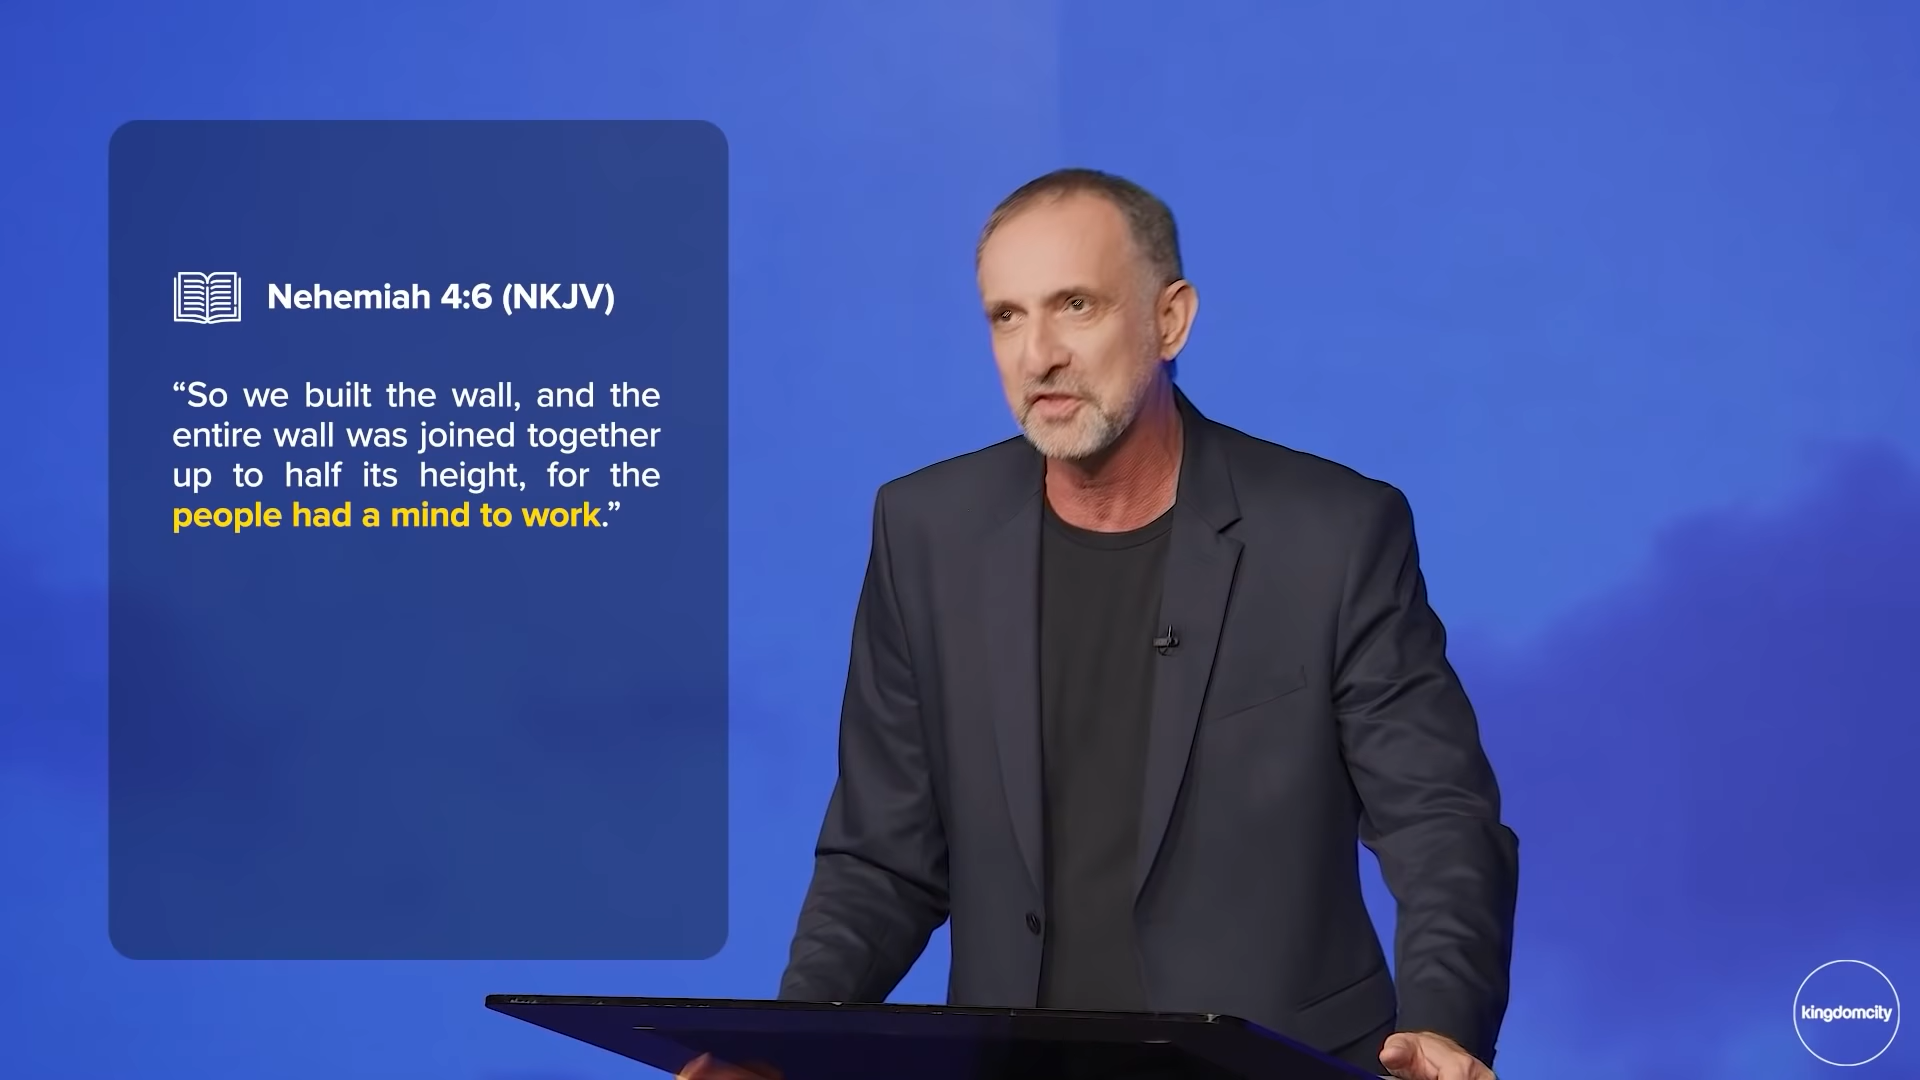 Nehemiah 4:6 (NKJV)
“So we built the wall, and the
entire wall was joined together
up to half its height, for the
people had a mind to work.”
kingdomcity